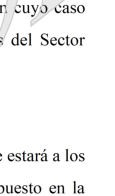 cuyo caso
del Sector
estará a los
puesto en la